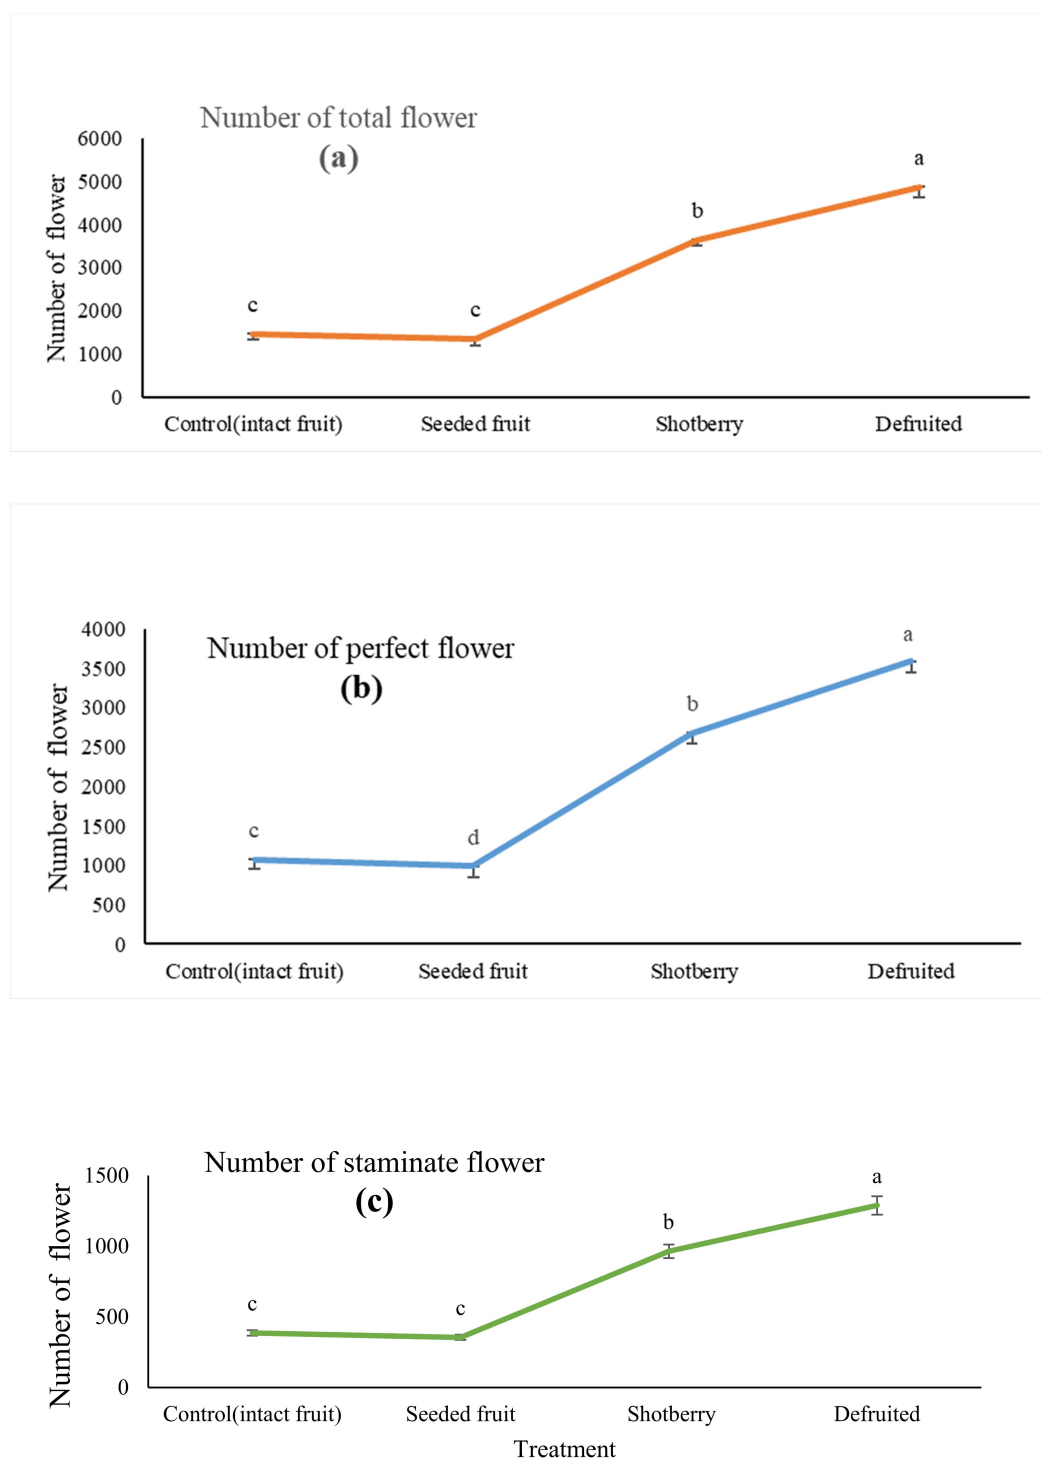 Number of total flower
(a)
Number of flower
6000
5000
4000
3000
2000
1000
0
c
c
b
a
Control(intact fruit)
Seeded fruit
Shotberry
Defruited
Number of perfect flower
(b)
Number of flower
4000
3500
3000
2500
2000
1500
1000
500
0
c
d
b
a
Control(intact fruit)
Seeded fruit
Shotberry
Defruited
Number of staminate flower
(c)
Number of flower
1500
1000
500
0
c
c
b
a
Control(intact fruit)
Seeded fruit
Shotberry
Defruited
Treatment